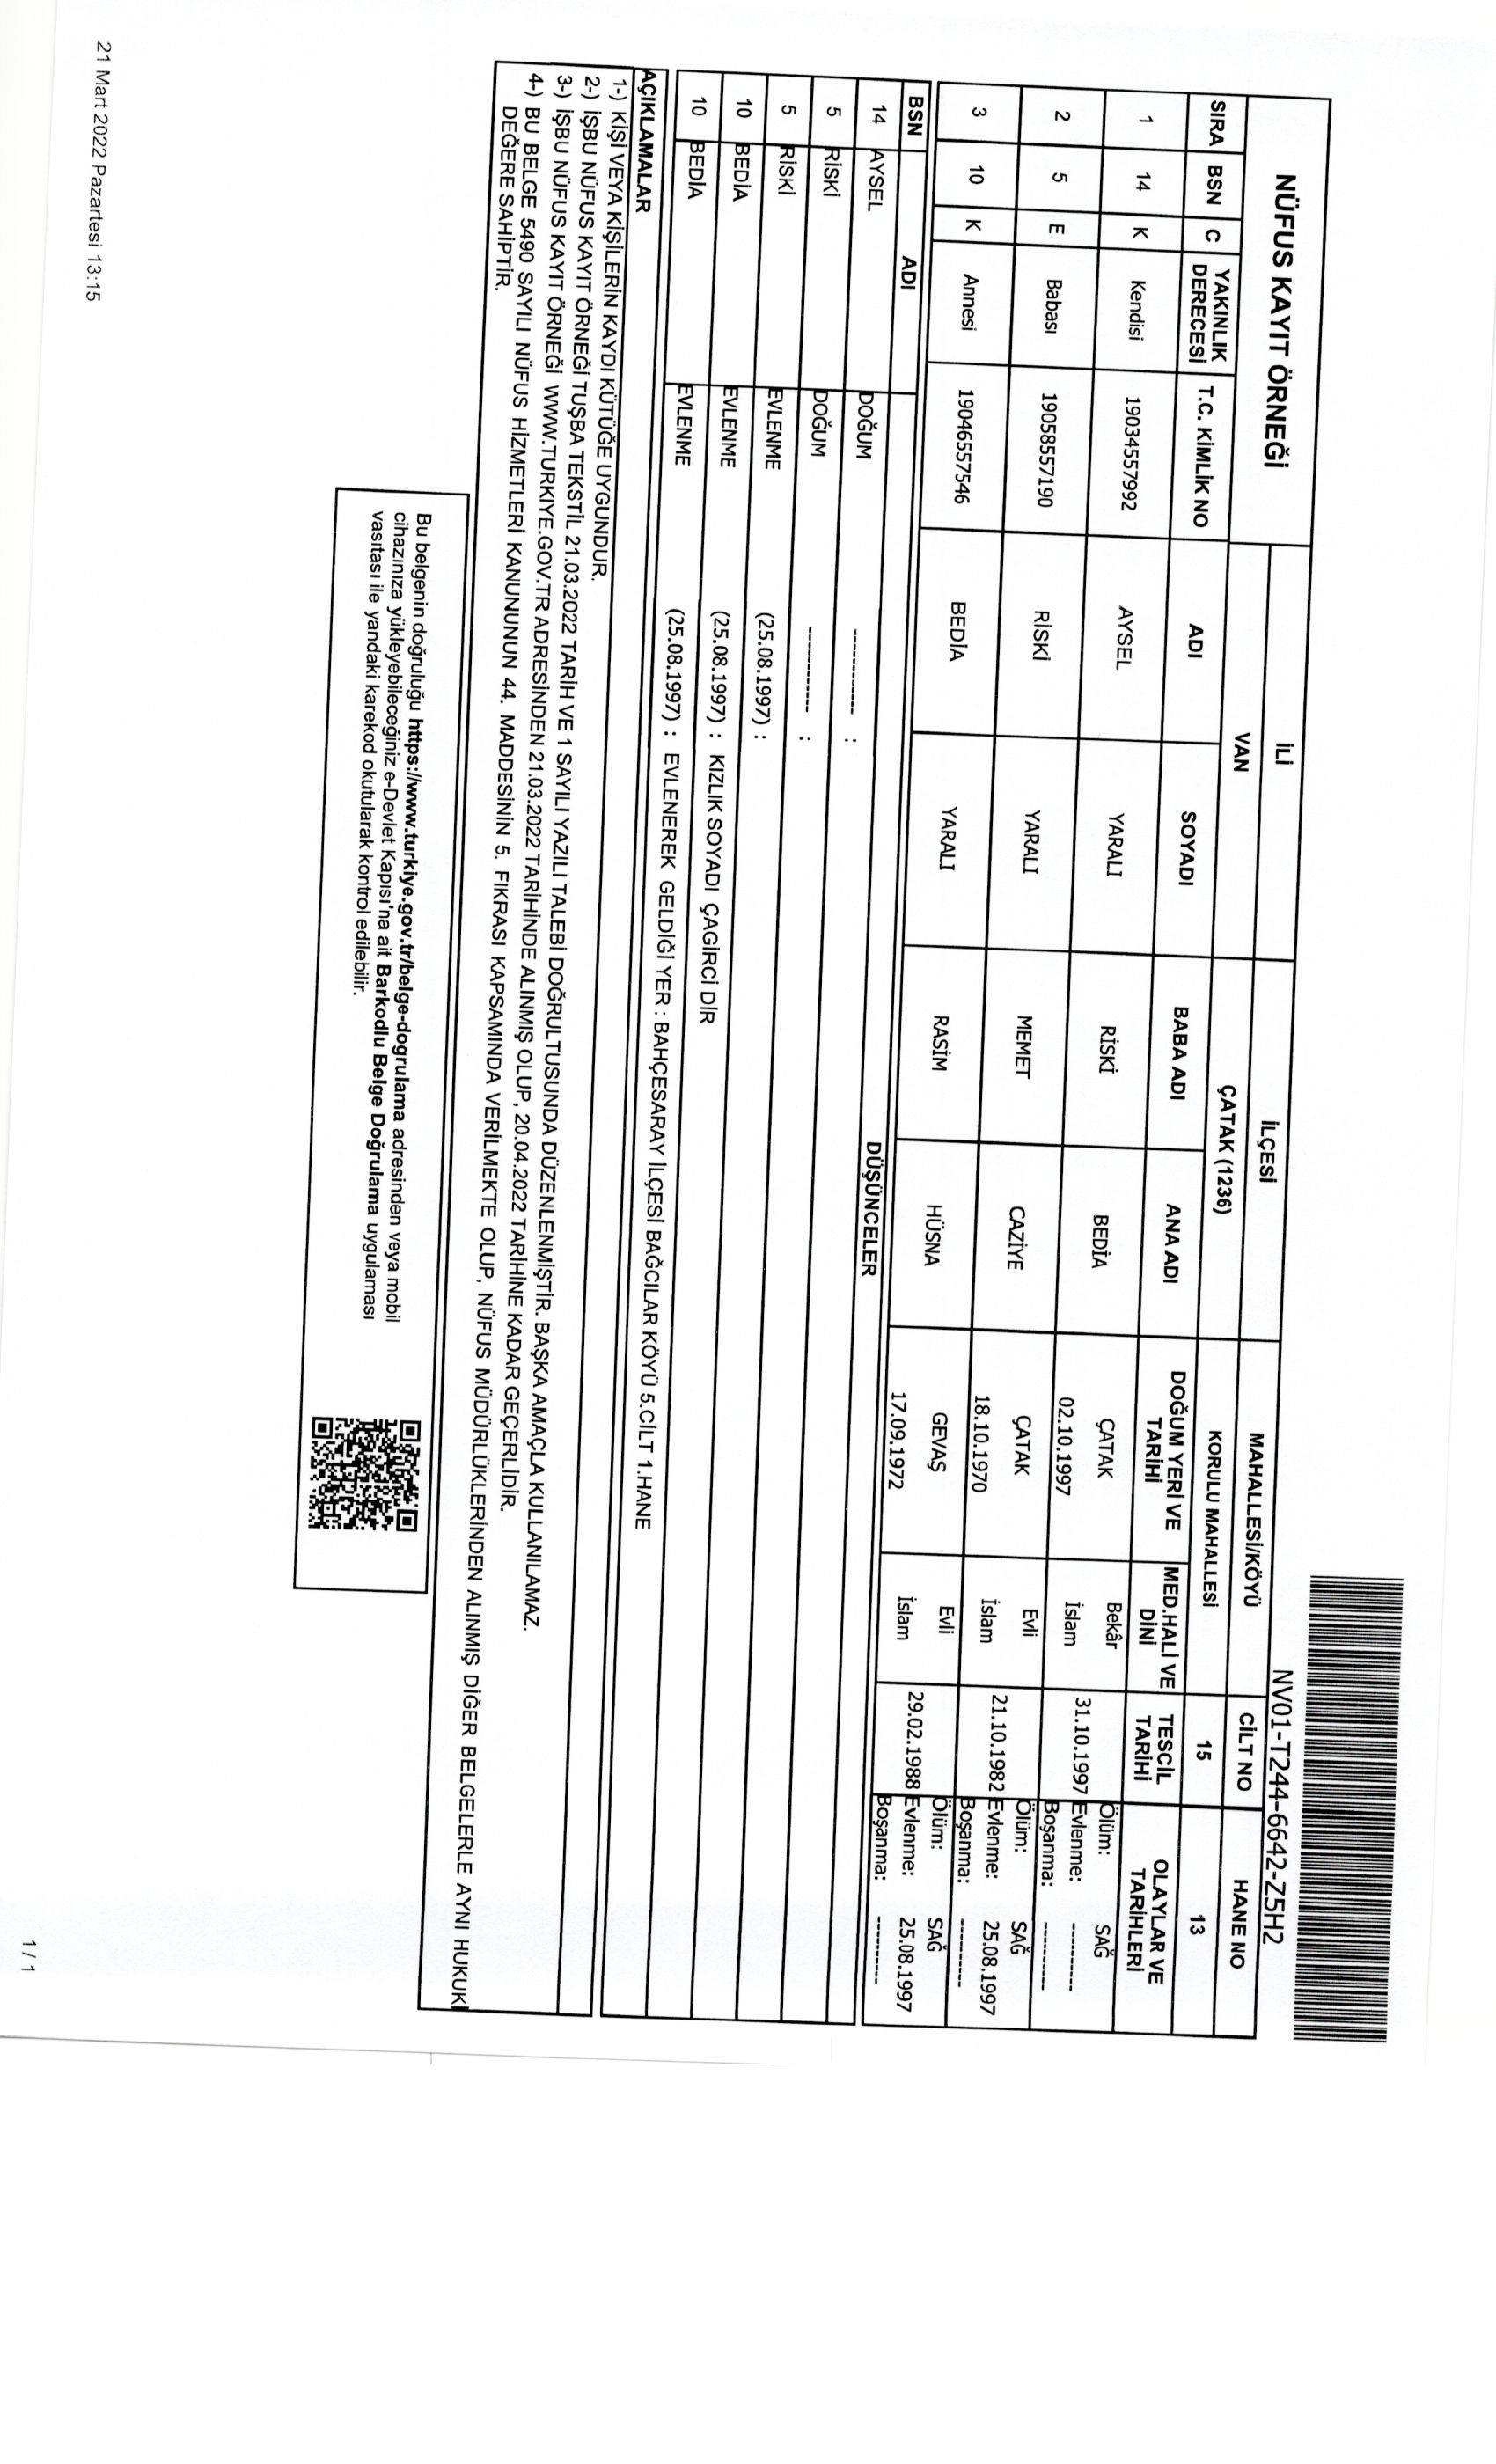 NV01-T244-6642-Z5H2
NÜFUS KAYIT ÖRNEĞİ
İLİ İLÇESİ MAHALLESİ/KÖYÜ CİLT NO HANE NO
VAN ÇATAK (1236) KORULU MAHALLESİ 15 13
SIRA BSN C YAKINLIK DERECESİ T.C. KİMLİK NO ADI SOYADI BABA ADI ANA ADI DOĞUM YERİ VE TARİHİ MED.HALİ VE DİNİ TESCİL TARİHİ OLAYLAR VE TARİHLERİ
1 14 K Kendisi 19034557992 AYSEL YARALI RİSKİ BEDİA ÇATAK 02.10.1997 Bekâr İslam 31.10.1997 Ölüm: SAĞ
Evlenme: ----------
Boşanma: ----------
2 5 E Babası 19058557190 RİSKİ YARALI MEMET CAZİYE ÇATAK 18.10.1970 Evli İslam 21.10.1982 Ölüm: SAĞ
Evlenme: 25.08.1997
Boşanma: ----------
3 10 K Annesi 19046557546 BEDİA YARALI RASİM HÜSNA GEVAŞ 17.09.1972 Evli İslam 29.02.1988 Ölüm: SAĞ
Evlenme: 25.08.1997
Boşanma: ----------
BSN ADI DÜŞÜNCELER
14 AYSEL DOĞUM ------------ :
5 RİSKİ DOĞUM ------------ :
5 RİSKİ EVLENME (25.08.1997) :
10 BEDİA EVLENME (25.08.1997) : KIZLIK SOYADI ÇAGIRCI DİR
10 BEDİA EVLENME (25.08.1997) : EVLENEREK GELDİĞİ YER : BAHÇESARAY İLÇESİ BAĞCILAR KÖYÜ 5.CİLT 1.HANE
AÇIKLAMALAR
1-) KİŞİ VEYA KİŞİLERİN KAYDI KÜTÜĞE UYGUNDUR.
2-) İŞBU NÜFUS KAYIT ÖRNEĞİ TUŞBA TEKSTİL 21.03.2022 TARİH VE 1 SAYILI YAZILI TALEBİ DOĞRULTUSUNDA DÜZENLENMİŞTİR. BAŞKA AMAÇLA KULLANILAMAZ.
3-) İŞBU NÜFUS KAYIT ÖRNEĞİ WWW.TURKIYE.GOV.TR ADRESİNDEN 21.03.2022 TARİHİNDE ALINMIŞ OLUP, 20.04.2022 TARİHİNE KADAR GEÇERLİDİR.
4-) BU BELGE 5490 SAYILI NÜFUS HİZMETLERİ KANUNUNUN 44. MADDESİNİN 5. FIKRASI KAPSAMINDA VERİLMEKTE OLUP, NÜFUS MÜDÜRLÜKLERİNDEN ALINMIŞ DİĞER BELGELERLE AYNI HUKUKİ
DEĞERE SAHİPTİR.
Bu belgenin doğruluğu https://www.turkiye.gov.tr/belge-dogrulama adresinden veya mobil
cihazınıza yükleyebileceğiniz e-Devlet Kapısı'na ait Barkodlu Belge Doğrulama uygulaması
vasıtası ile yandaki karekod okutularak kontrol edilebilir.
21 Mart 2022 Pazartesi 13:15
1 / 1